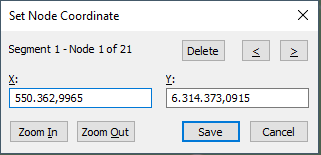 Set Node Coordinate
Segment 1 - Node 1 of 21
Delete
<
>
X:
Y:
550.362,9965
6.314.373,0915
Zoom In
Zoom Out
Save
Cancel